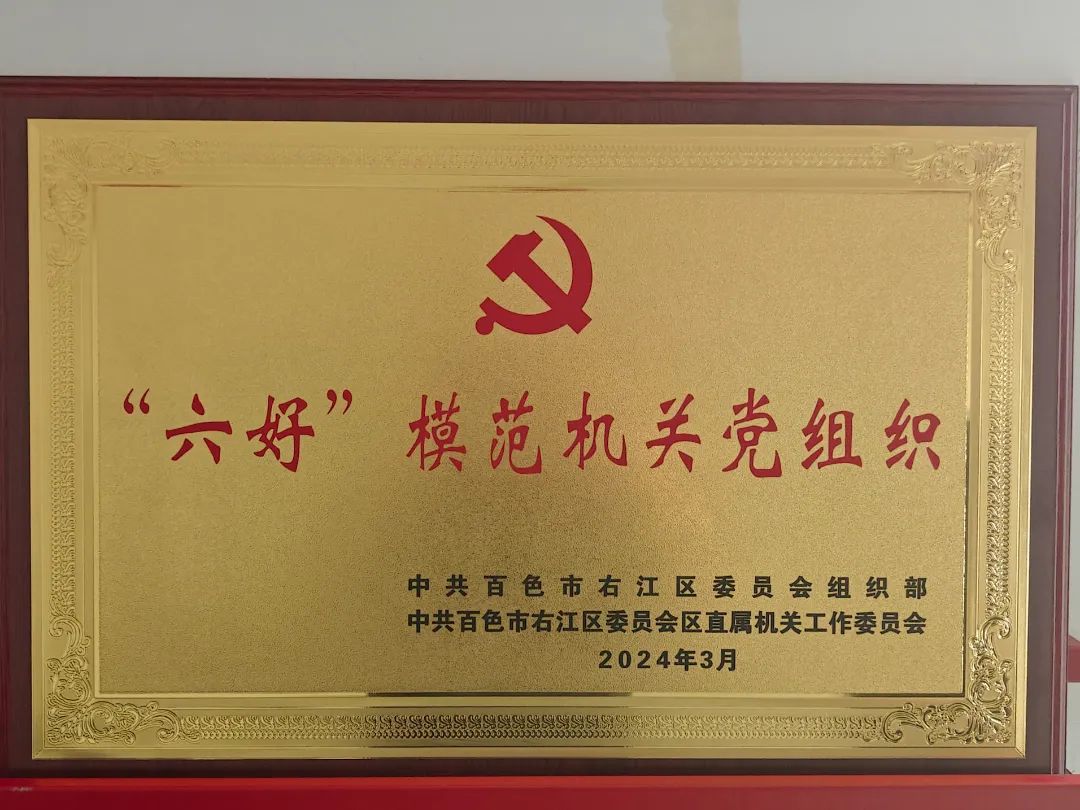 “六好”模范机关党组织
中共百色市右江区委员会组织部
中共百色市右江区委员会区直属机关工作委员会
2024年3月